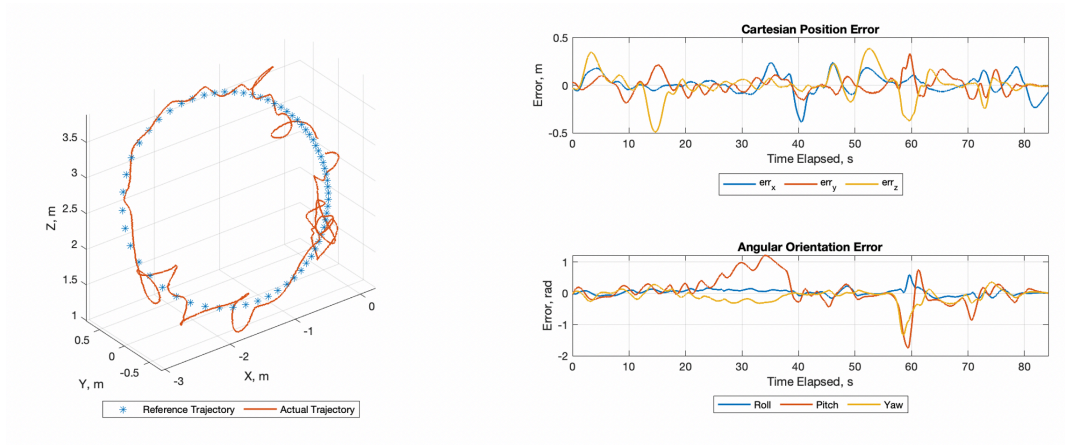 3.5
3
2.5
2
1.5
1
Z, m
0.5
0
-0.5
Y, m
-3
-2
-1
0
X, m
Reference Trajectory Actual Trajectory
Cartesian Position Error
0.5
0
-0.5
Error, m
0 10 20 30 40 50 60 70 80
Time Elapsed, s
err_x err_y err_z
Angular Orientation Error
1
0
-1
-2
Error, rad
0 10 20 30 40 50 60 70 80
Time Elapsed, s
Roll Pitch Yaw